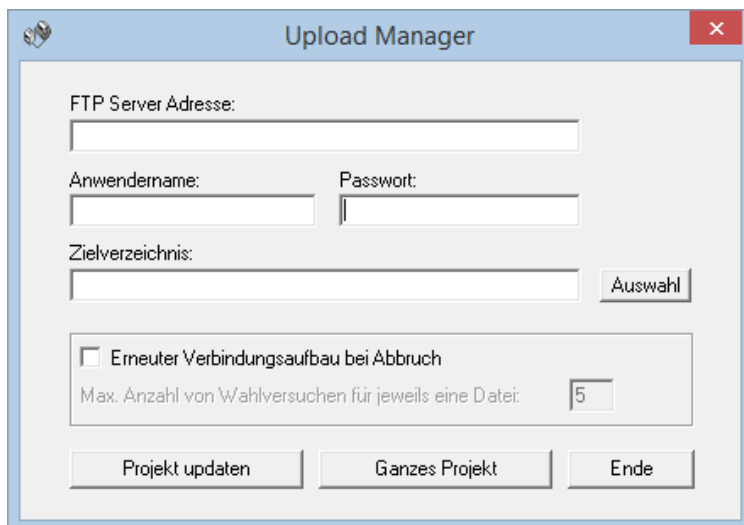 Upload Manager
FTP Server Adresse:
Anwendername: Passwort:
Zielverzeichnis:
Auswahl
Erneuter Verbindungsaufbau bei Abbruch
Max. Anzahl von Wahlversuchen für jeweils eine Datei: 5
Projekt updaten Ganzes Projekt Ende